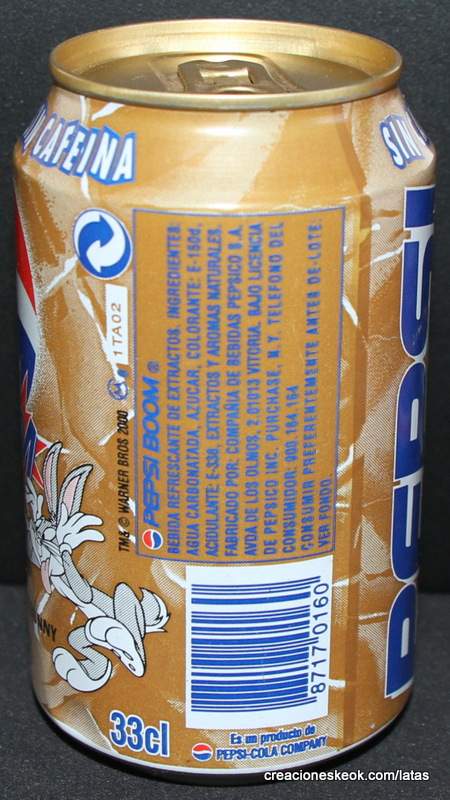 CAFEINA
SIN
PEPSI
1TA02
TM& © WARNER BROS 2000
PEPSI BOOM ®
BEBIDA REFRESCANTE DE EXTRACTOS. INGREDIENTES:
AGUA CARBONATADA, AZUCAR, COLORANTE: E-150d,
ACIDULANTE: E-338, EXTRACTOS Y AROMAS NATURALES.
FABRICADO POR: COMPAÑIA DE BEBIDAS PEPSICO S.A.
AVDA DE LOS OLMOS, 2.01013 VITORIA. BAJO LICENCIA
DE PEPSICO INC. PURCHASE, N.Y. TELEFONO DEL
CONSUMIDOR: 900.184.164
CONSUMIR PREFERENTEMENTE ANTES DE-LOTE:
VER FONDO.
8717 0160
33cl
Es un producto de
PEPSI-COLA COMPANY
creacioneskeok.com/latas